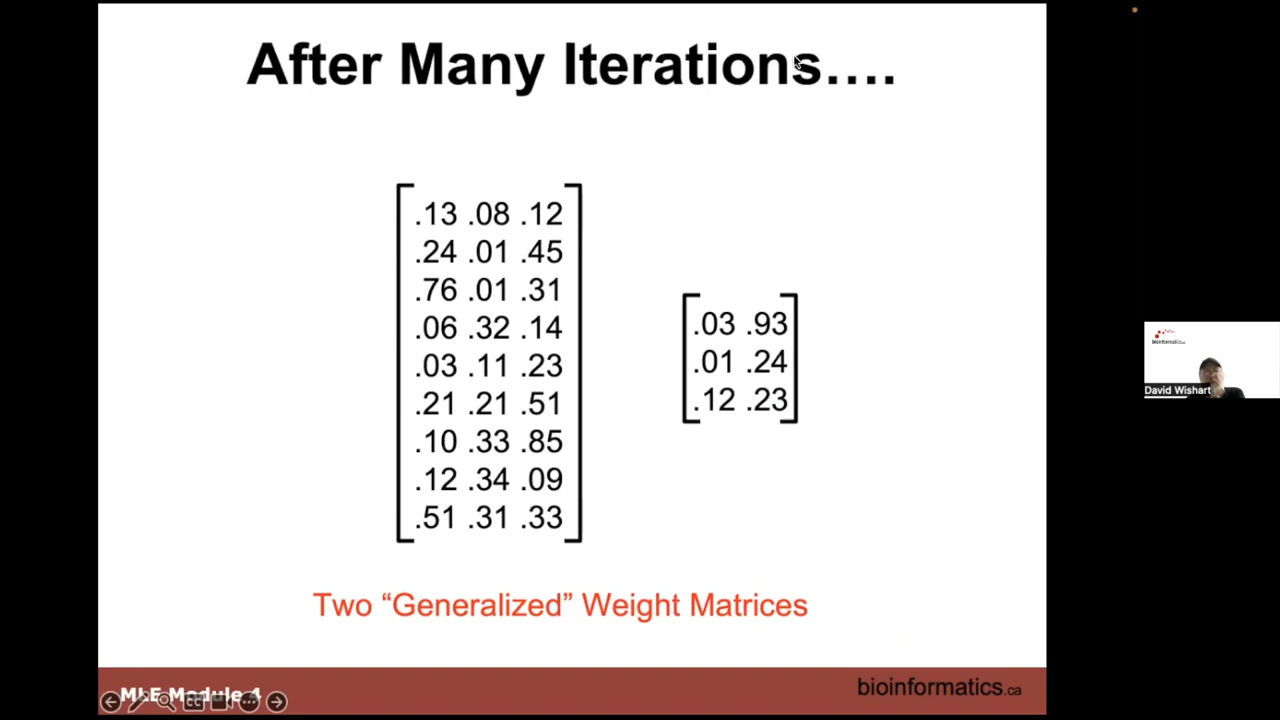 After Many Iterations….
.13 .08 .12
.24 .01 .45
.76 .01 .31
.06 .32 .14
.03 .11 .23
.21 .21 .51
.10 .33 .85
.12 .34 .09
.51 .31 .33
.03 .93
.01 .24
.12 .23
Two “Generalized” Weight Matrices
MLE Module 4
bioinformatics.ca
bioinformatics.ca
David Wishart